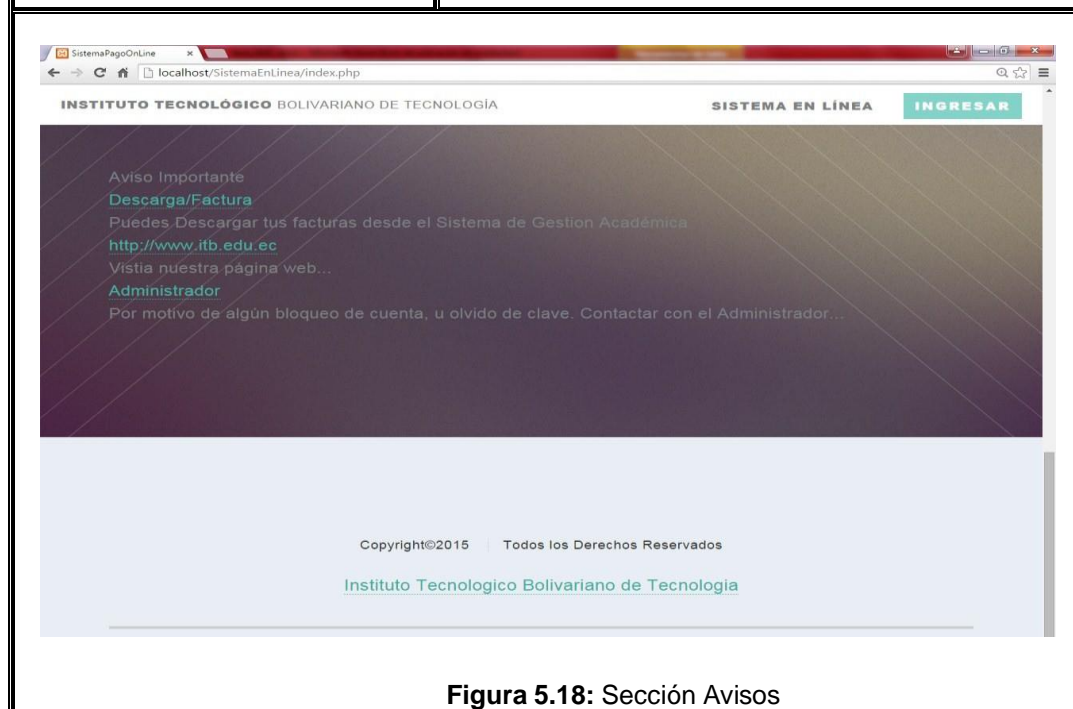 SistemaPagoOnLine
localhost/SistemaEnLinea/index.php
INSTITUTO TECNOLÓGICO BOLIVARIANO DE TECNOLOGÍA SISTEMA EN LÍNEA INGRESAR
Aviso Importante
Descarga/Factura
Puedes Descargar tus facturas desde el Sistema de Gestion Académica
http://www.itb.edu.ec
Vistia nuestra página web...
Administrador
Por motivo de algún bloqueo de cuenta, u olvido de clave. Contactar con el Administrador...
Copyright©2015 | Todos los Derechos Reservados
Instituto Tecnologico Bolivariano de Tecnologia
Figura 5.18: Sección Avisos